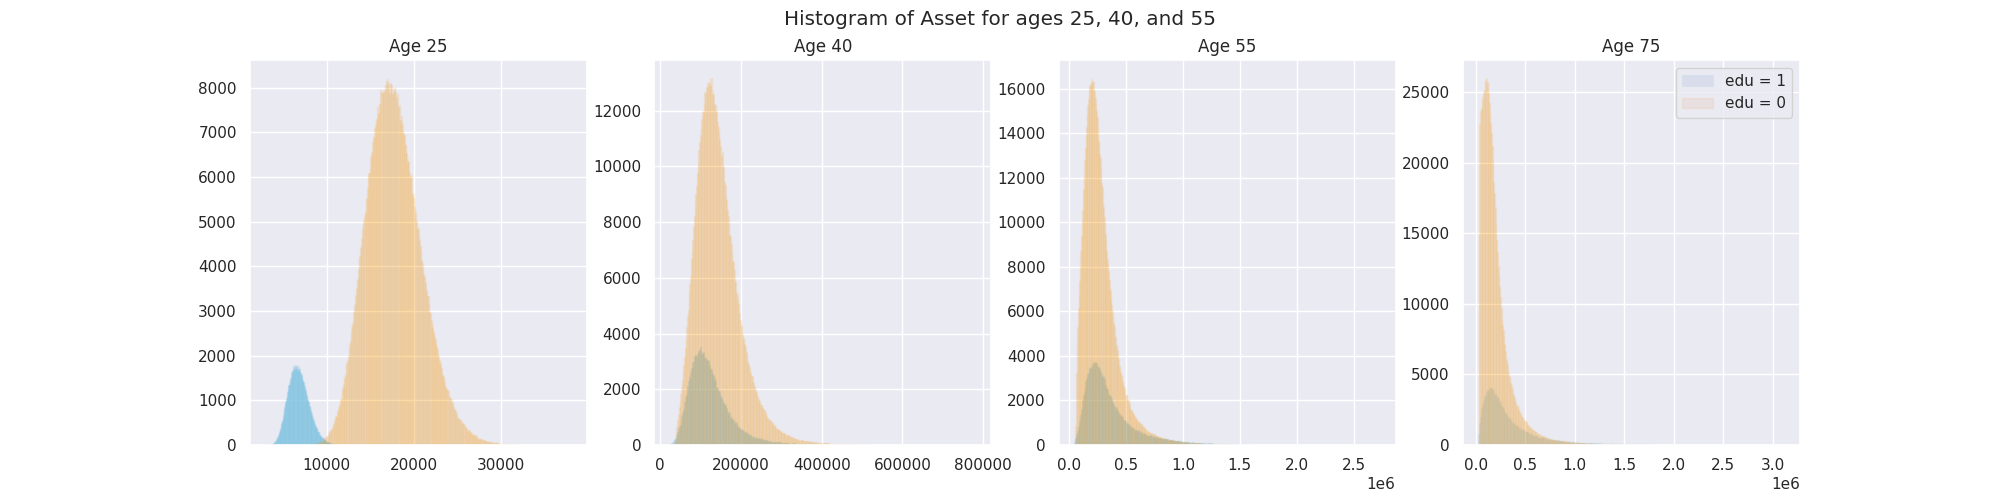 Histogram of Asset for ages 25, 40, and 55
Age 25
8000
7000
6000
5000
4000
3000
2000
1000
0
10000 20000 30000
Age 40
12000
10000
8000
6000
4000
2000
0
0 200000 400000 600000 800000
Age 55
16000
14000
12000
10000
8000
6000
4000
2000
0
0.0 0.5 1.0 1.5 2.0 2.5
1e6
Age 75
edu = 1
edu = 0
25000
20000
15000
10000
5000
0
0.0 0.5 1.0 1.5 2.0 2.5 3.0
1e6